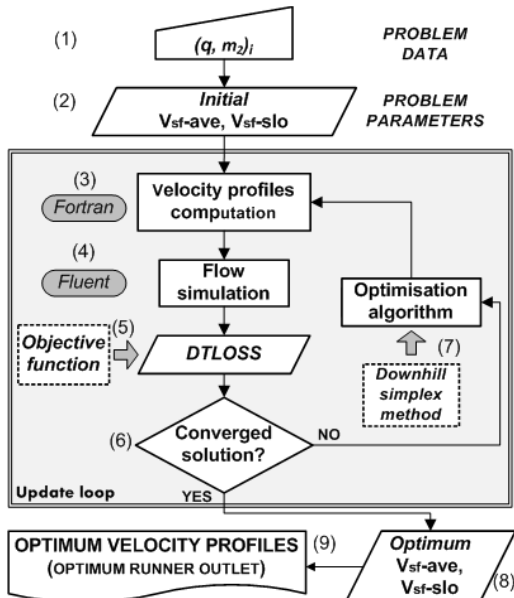 (1)
(q, m₂)ᵢ
PROBLEM
DATA
(2)
Initial
Vsf-ave, Vsf-slo
PROBLEM
PARAMETERS
(3)
Fortran
Velocity profiles
computation
(4)
Fluent
Flow
simulation
Optimisation
algorithm
(5)
Objective
function
DTLOSS
(7)
Downhill
simplex
method
(6)
Converged
solution?
NO
YES
Update loop
OPTIMUM VELOCITY PROFILES
(OPTIMUM RUNNER OUTLET)
(9)
Optimum
Vsf-ave,
Vsf-slo
(8)